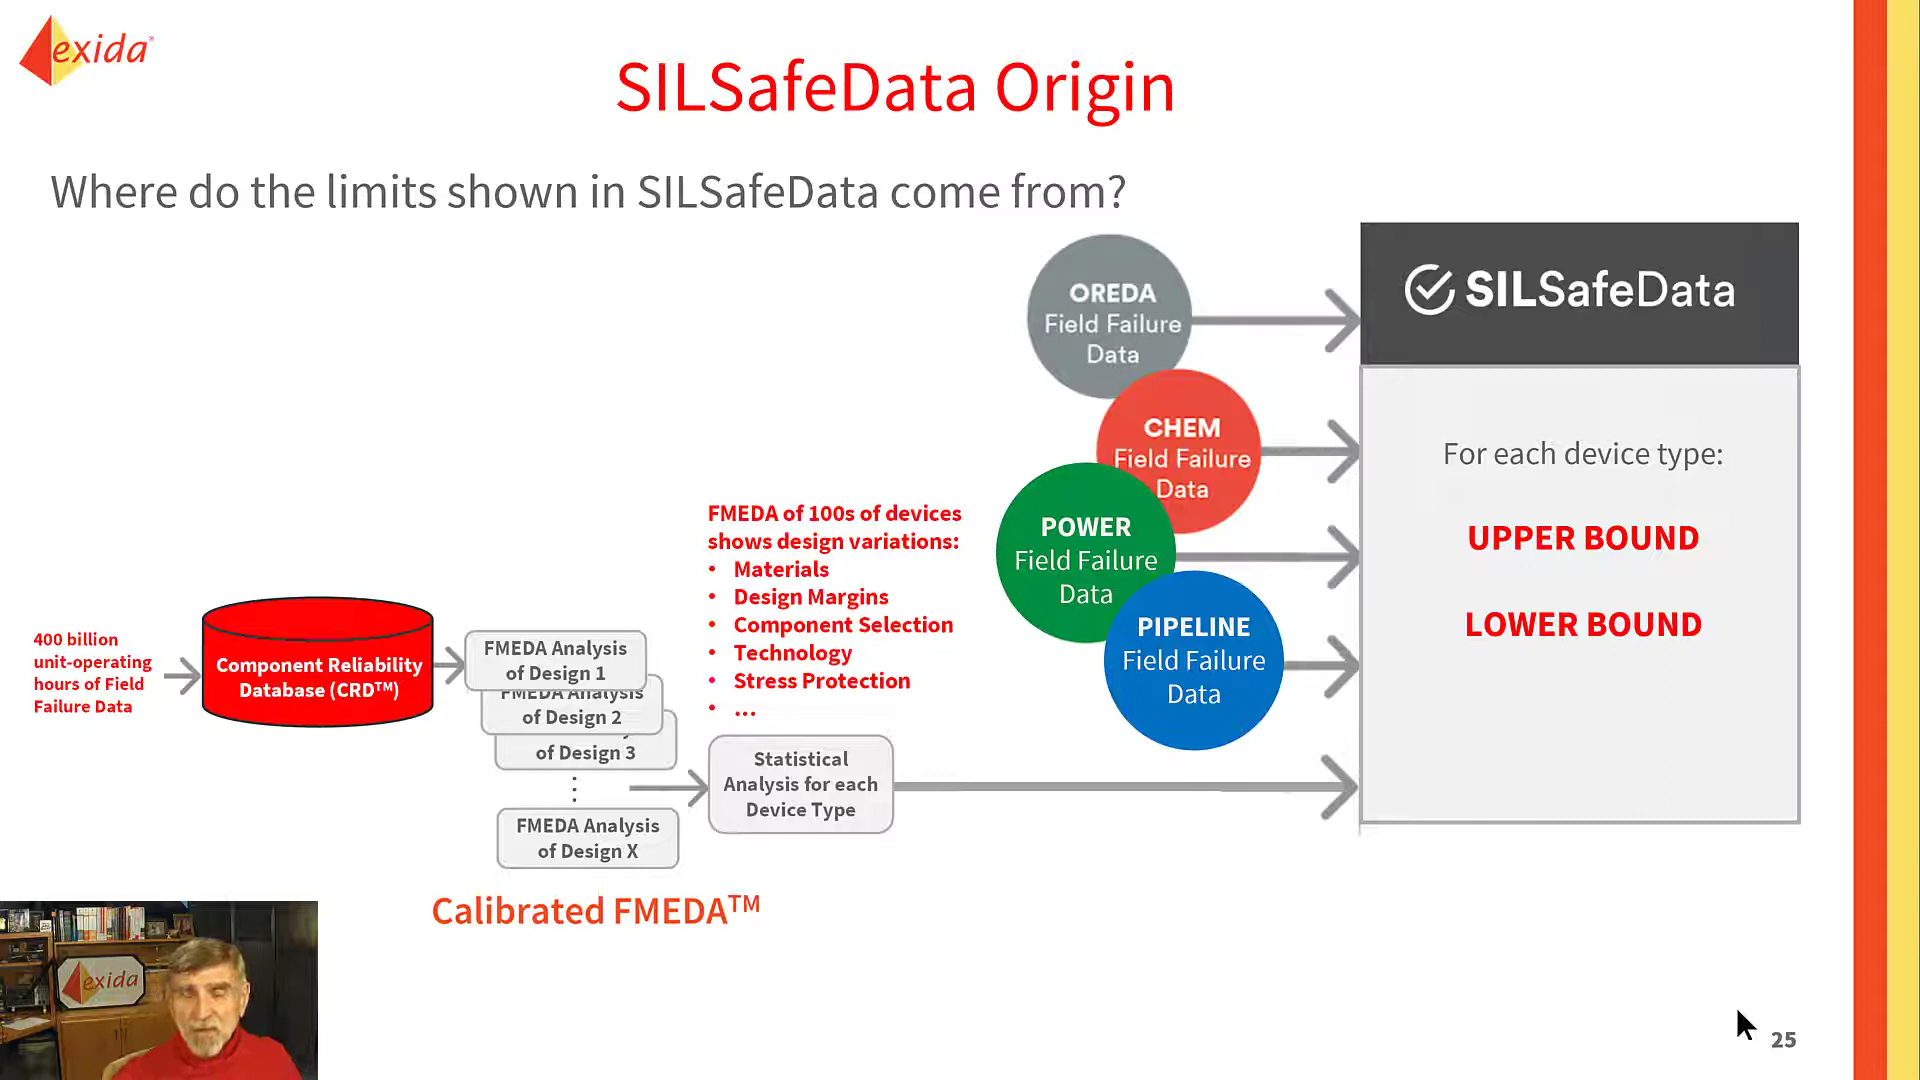 exida
SILSafeData Origin
Where do the limits shown in SILSafeData come from?
OREDA
Field Failure
Data
CHEM
Field Failure
Data
POWER
Field Failure
Data
PIPELINE
Field Failure
Data
SILSafeData
For each device type:
UPPER BOUND
LOWER BOUND
FMEDA of 100s of devices
shows design variations:
• Materials
• Design Margins
• Component Selection
• Technology
• Stress Protection
• ...
400 billion
unit-operating
hours of Field
Failure Data
Component Reliability
Database (CRD™)
FMEDA Analysis
of Design 1
FMEDA Analysis
of Design 2
of Design 3
FMEDA Analysis
of Design X
Statistical
Analysis for each
Device Type
Calibrated FMEDA™
exida
25